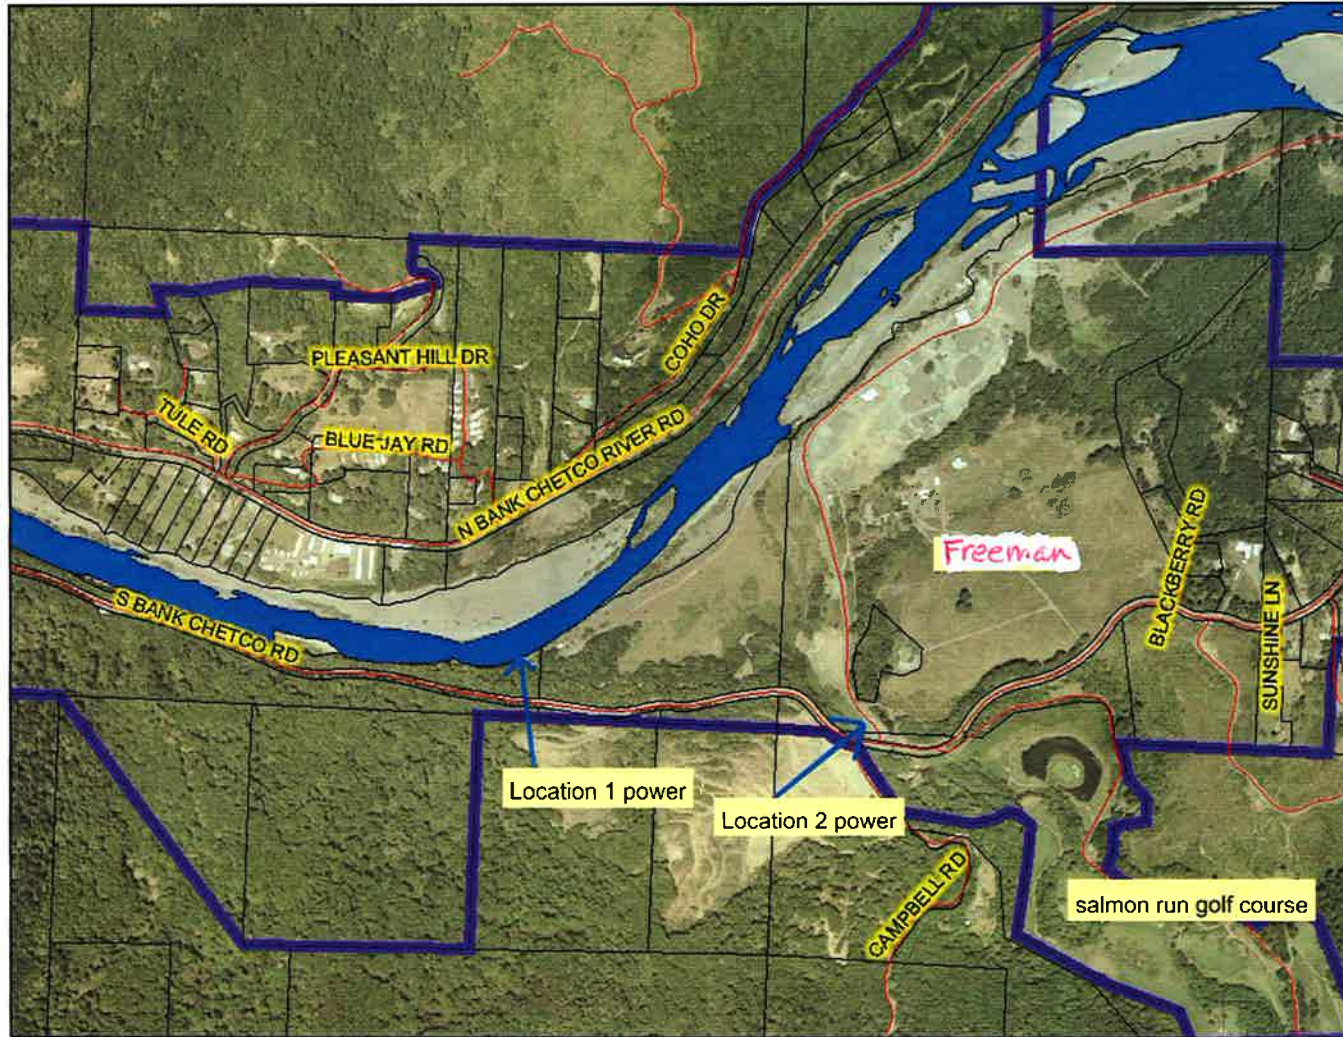 COHO DR
PLEASANT HILL DR
TULE RD
BLUE JAY RD
N BANK CHETCO RIVER RD
Freeman
BLACKBERRY RD
S BANK CHETCO RD
SUNSHINE LN
Location 1 power
Location 2 power
CAMPBELL RD
salmon run golf course